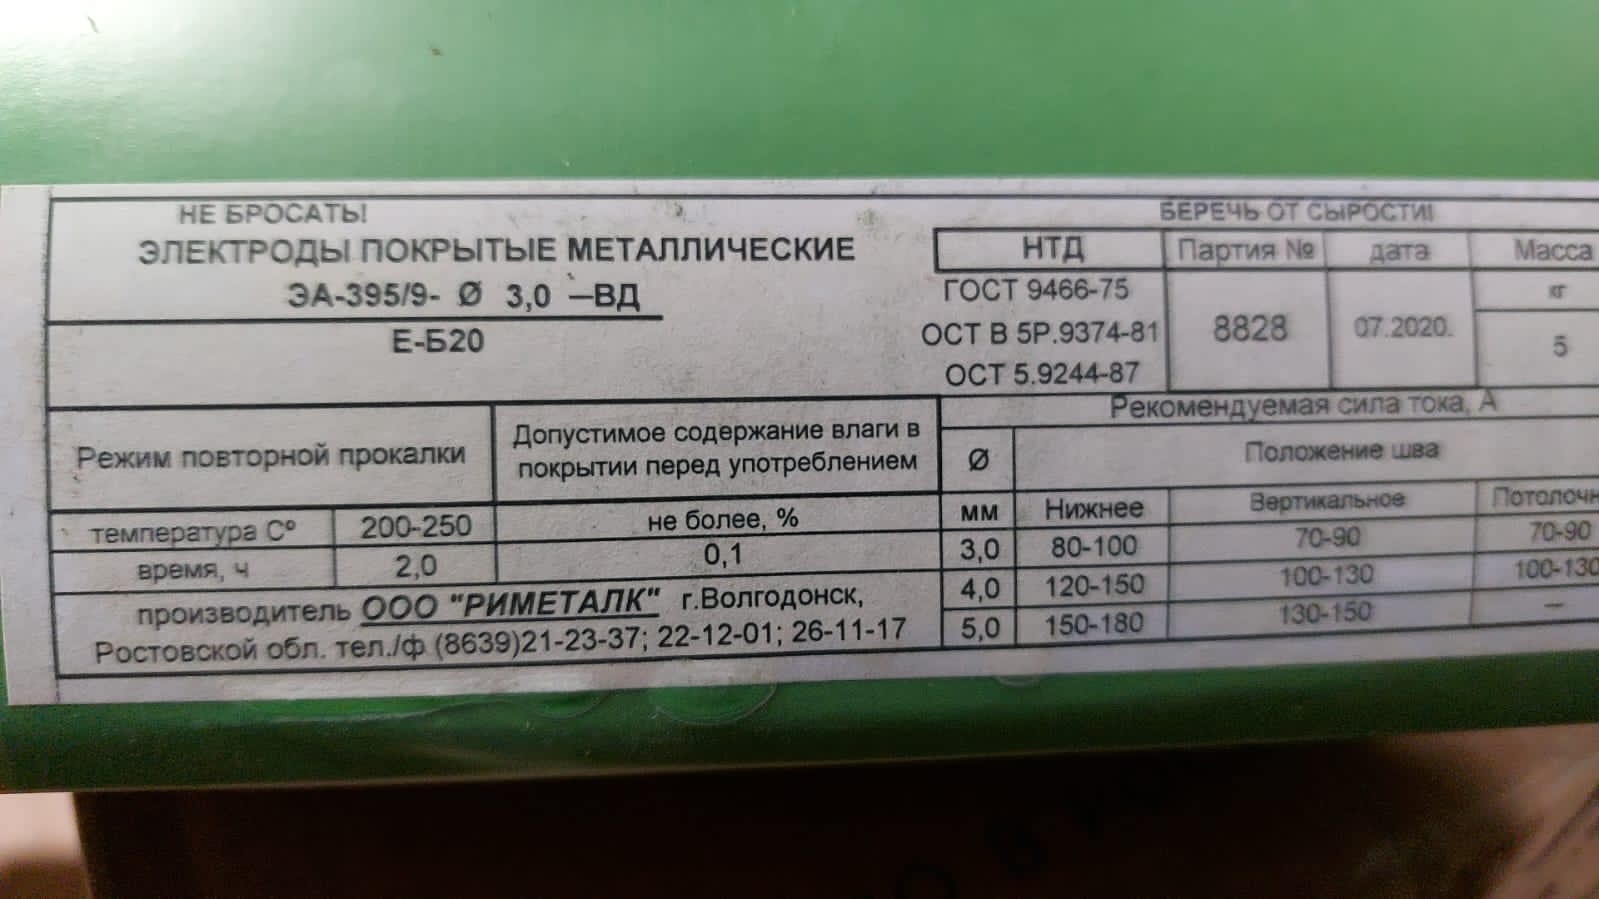 НЕ БРОСАТЬ!
БЕРЕЧЬ ОТ СЫРОСТИ!
ЭЛЕКТРОДЫ ПОКРЫТЫЕ МЕТАЛЛИЧЕСКИЕ
ЭА-395/9- Ø 3,0 –ВД
Е-Б20
НТД Партия № дата Масса
кг
ГОСТ 9466-75
ОСТ В 5Р.9374-81
ОСТ 5.9244-87
8828 07.2020. 5
Режим повторной прокалки
Допустимое содержание влаги в
покрытии перед употреблением
температура С° 200-250 не более, %
время, ч 2,0 0,1
производитель ООО "РИМЕТАЛК" г.Волгодонск,
Ростовской обл. тел./ф (8639)21-23-37; 22-12-01; 26-11-17
Рекомендуемая сила тока, А
Ø Положение шва
мм Нижнее Вертикальное Потолочн
3,0 80-100 70-90 70-90
4,0 120-150 100-130 100-130
5,0 150-180 130-150 –